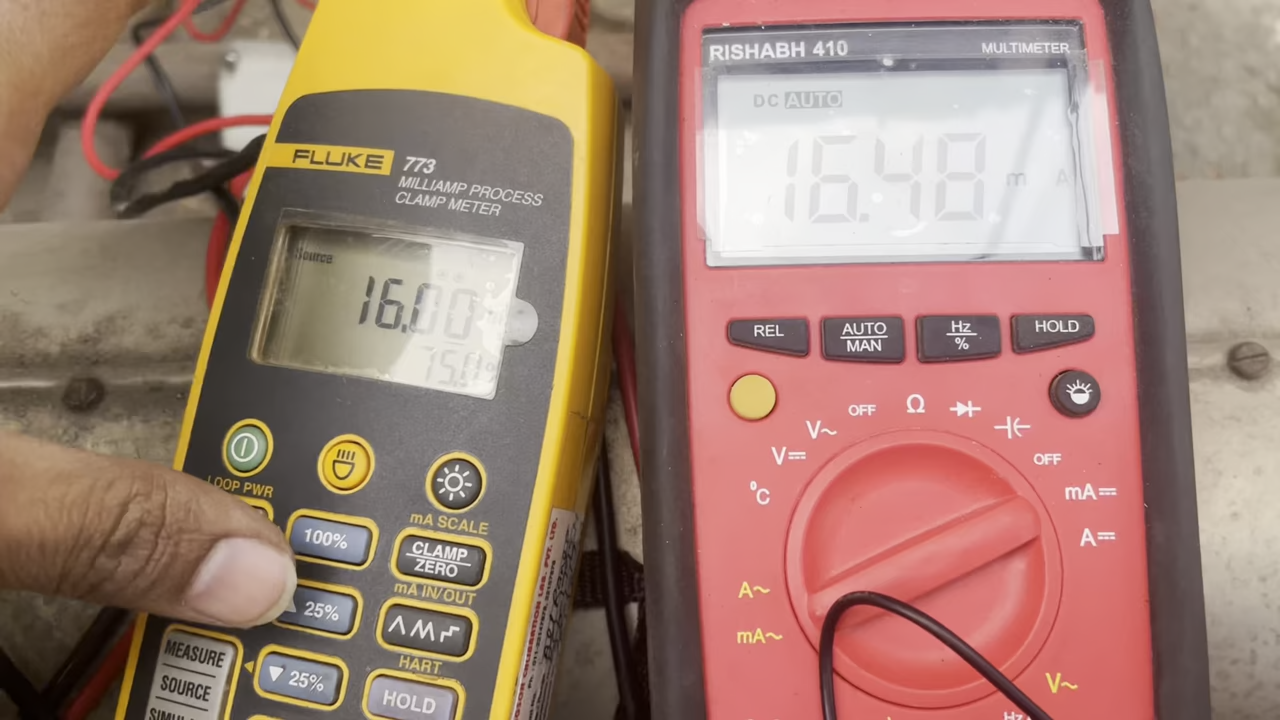 FLUKE
773
MILLIAMP PROCESS
CLAMP METER
Source
16.00
75.0
LOOP PWR
100%
mA SCALE
CLAMP
ZERO
mA IN/OUT
▲ 25%
HART
MEASURE
SOURCE
▼ 25%
HOLD
RISHABH 410
MULTIMETER
DC AUTO
16.48
m A
REL
AUTO
MAN
Hz
%
HOLD
OFF
Ω
V~
V⎓
°C
OFF
mA⎓
A⎓
A~
mA~
V~
Hz